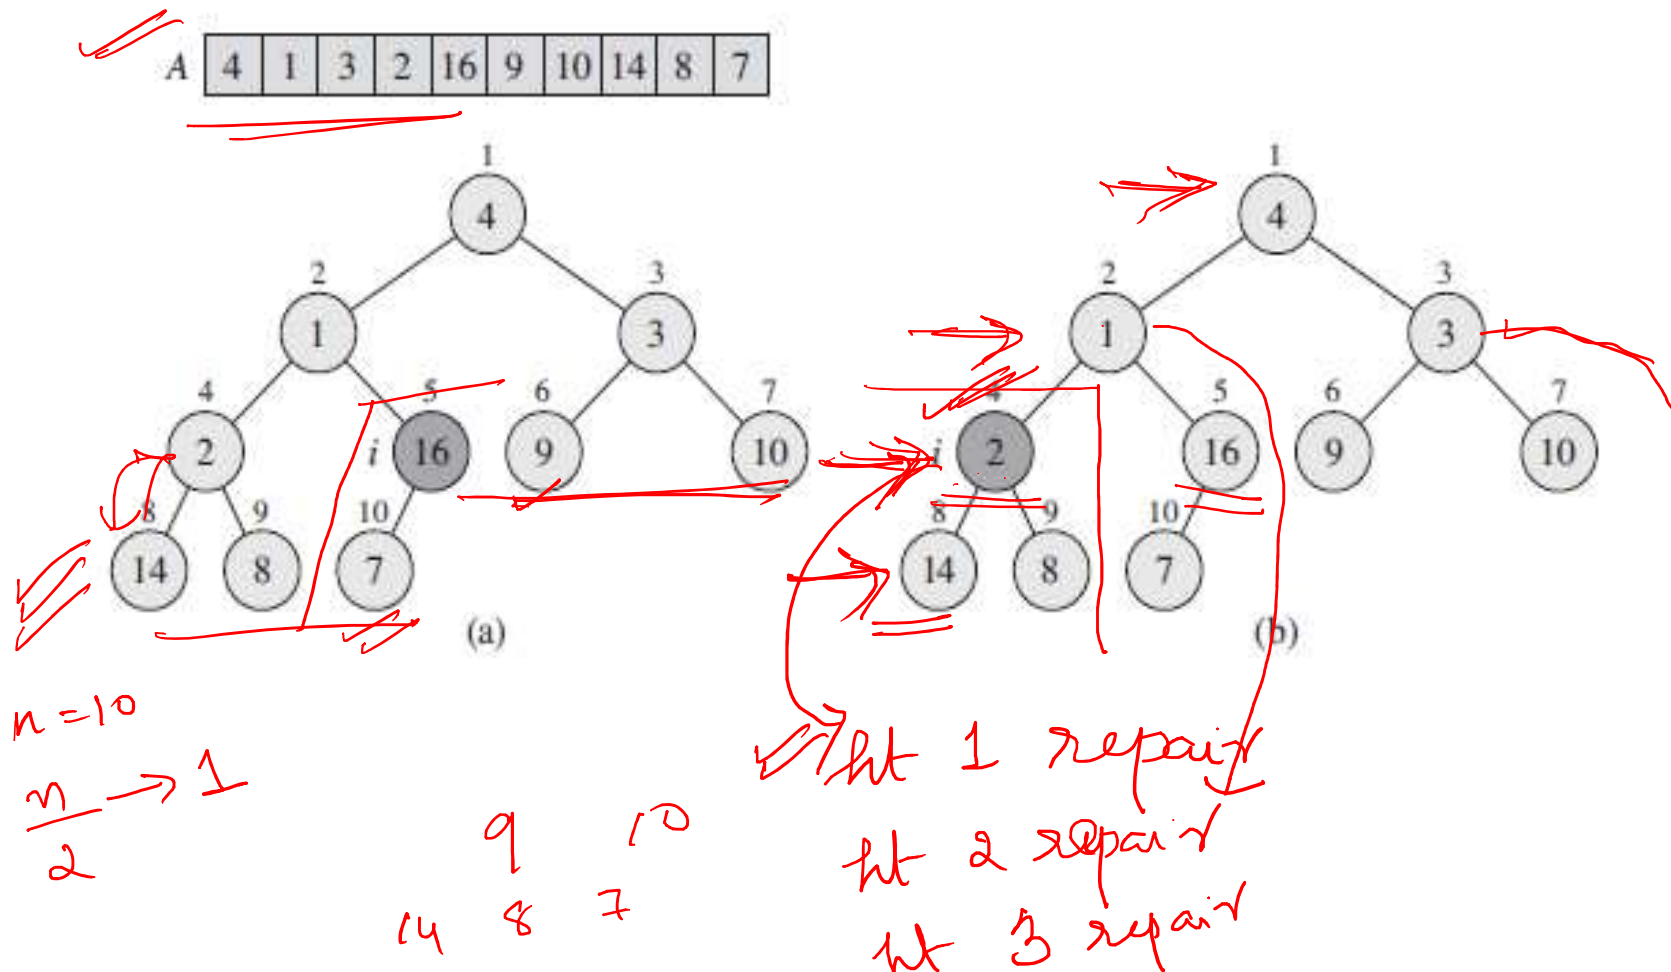 A 4 1 3 2 16 9 10 14 8 7
1
4
2 3
1 3
4 5 6 7
2 i 16 9 10
8 9 10
14 8 7
(a)
1
4
2 3
1 3
4 5 6 7
i 2 16 9 10
8 9 10
14 8 7
(b)
n=10
n/2 → 1
9 10
14 8 7
ht 1 repair
ht 2 repair
ht 3 repair